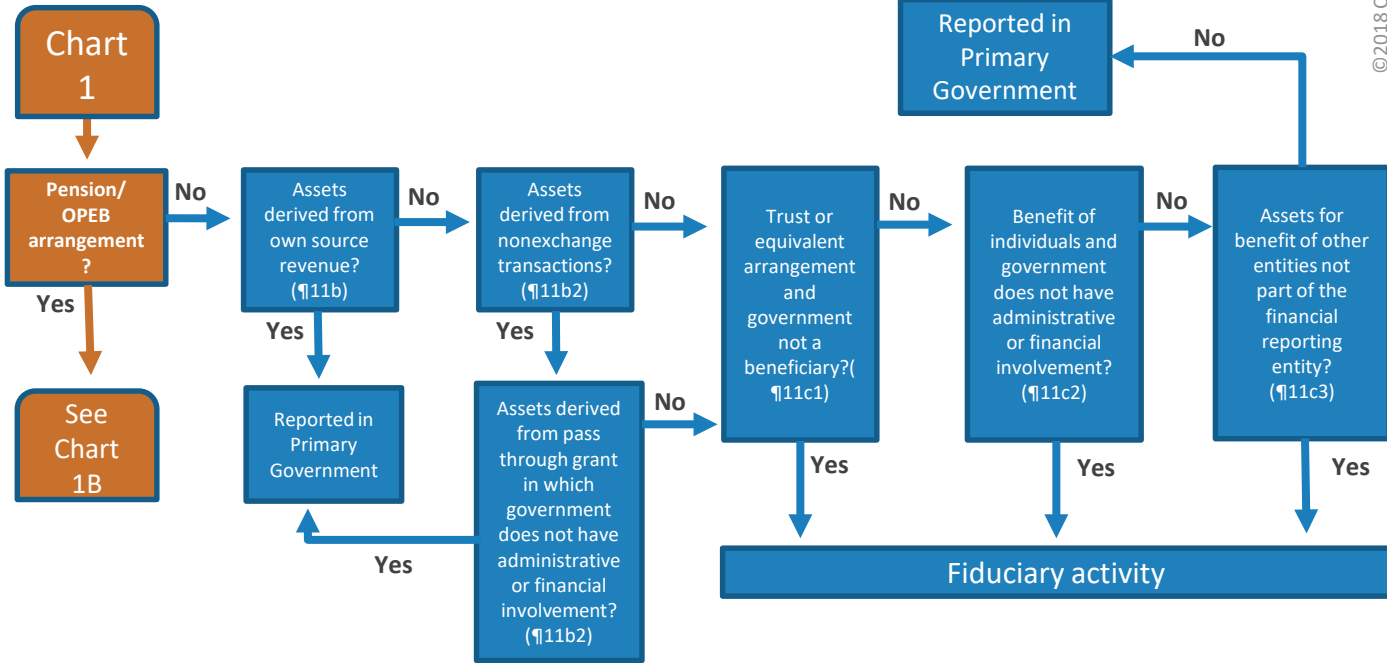 Chart
1
Pension/
OPEB
arrangement
?
No
Yes
See
Chart
1B
Assets
derived from
own source
revenue?
(¶11b)
No
Yes
Reported in
Primary
Government
Assets
derived from
nonexchange
transactions?
(¶11b2)
No
Yes
Assets derived
from pass
through grant
in which
government
does not have
administrative
or financial
involvement?
(¶11b2)
No
Yes
Trust or
equivalent
arrangement
and
government
not a
beneficiary?(
¶11c1)
No
Yes
Benefit of
individuals and
government
does not have
administrative
or financial
involvement?
(¶11c2)
No
Yes
Assets for
benefit of other
entities not
part of the
financial
reporting
entity?
(¶11c3)
No
Yes
Reported in
Primary
Government
Fiduciary activity
©2018